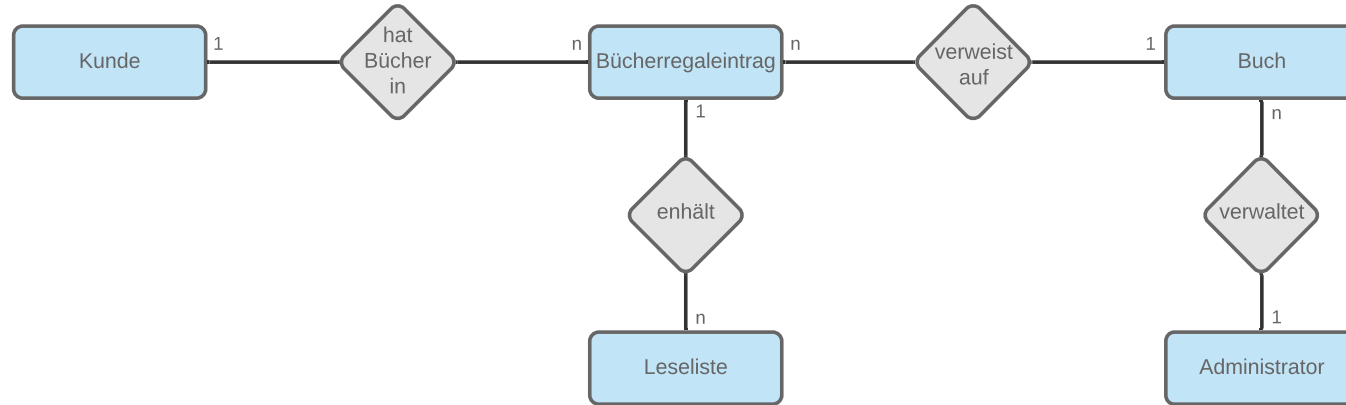 Kunde
1
hat
Bücher
in
n
Bücherregaleintrag
n
verweist
auf
1
Buch
1
n
enhält
verwaltet
n
1
Leseliste
Administrator